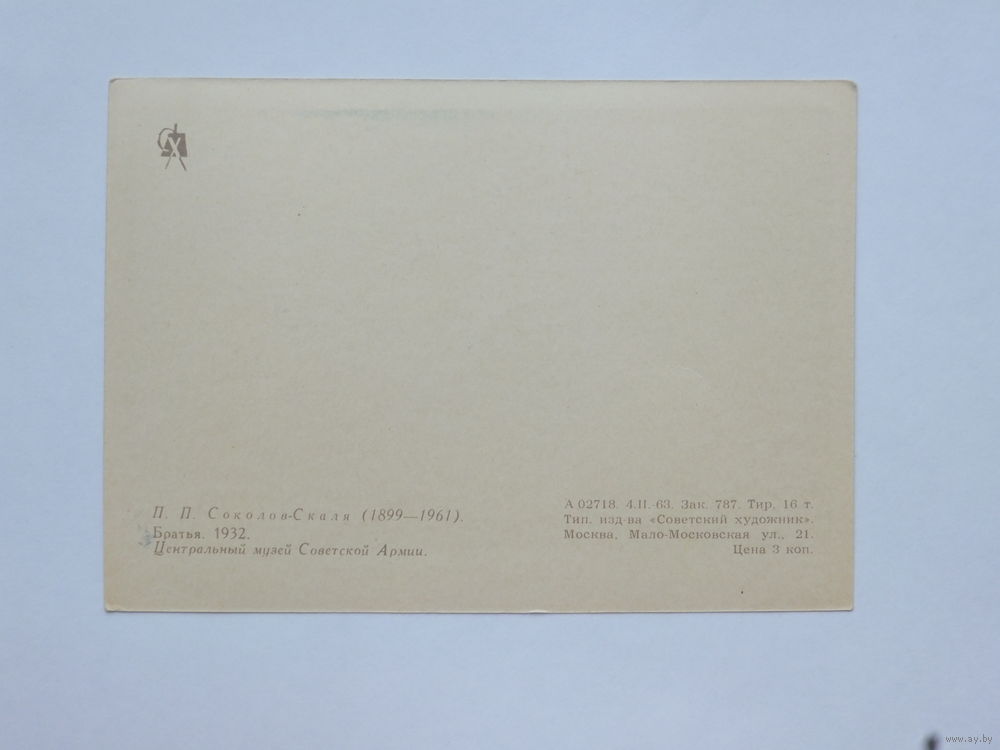 П. П. Соколов-Скаля (1899—1961).
Братья. 1932.
Центральный музей Советской Армии.
А 02718. 4.II.-63. Зак. 787. Тир. 16 т.
Тип. изд-ва «Советский художник».
Москва, Мало-Московская ул., 21.
Цена 3 коп.
www.ay.by